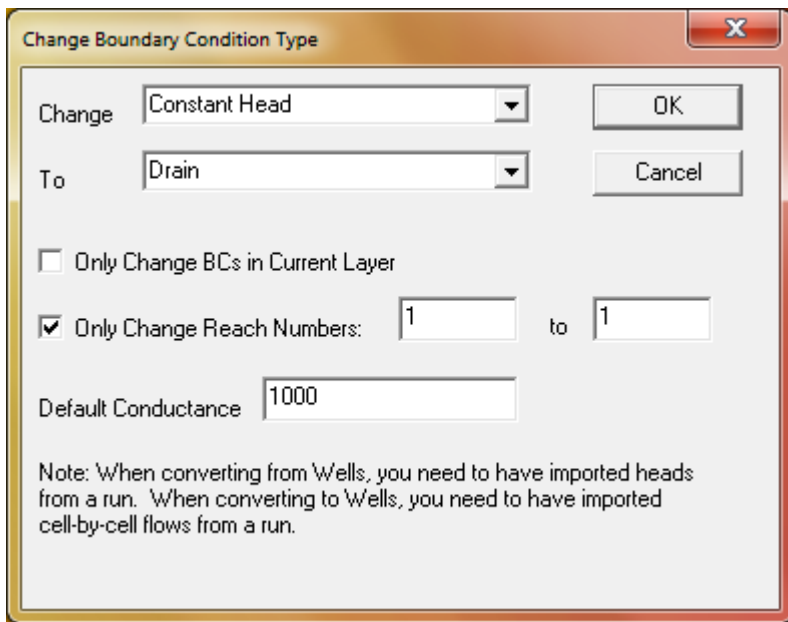 Change Boundary Condition Type
Change Constant Head OK
To Drain Cancel
Only Change BCs in Current Layer
Only Change Reach Numbers: 1 to 1
Default Conductance 1000
Note: When converting from Wells, you need to have imported heads
from a run.  When converting to Wells, you need to have imported
cell-by-cell flows from a run.